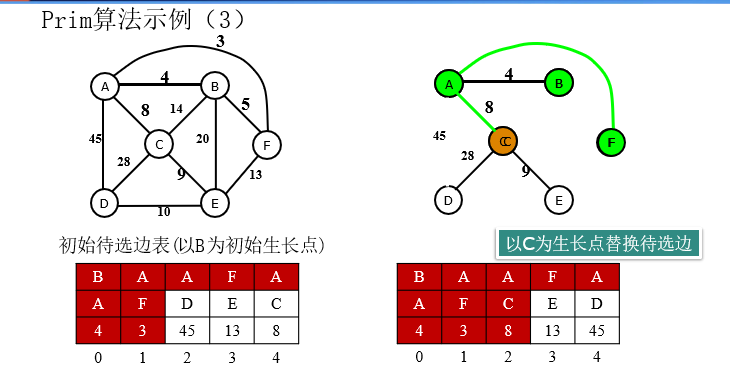 Prim算法示例（3）
3
4
A
B
8
14
5
45
C
20
F
28
9
13
D
E
10
4
A
B
8
45
C
F
28
9
D
E
初始待选边表(以B为初始生长点)
以C为生长点替换待选边
B A A F A
A F D E C
4 3 45 13 8
0 1 2 3 4
B A A F A
A F C E D
4 3 8 13 45
0 1 2 3 4